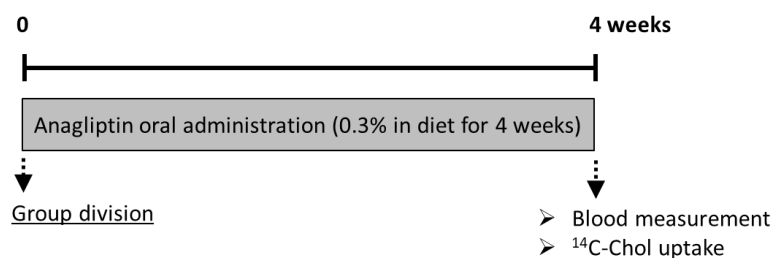 0 4 weeks
Anagliptin oral administration (0.3% in diet for 4 weeks)
Group division
➢ Blood measurement
➢ ¹⁴C-Chol uptake